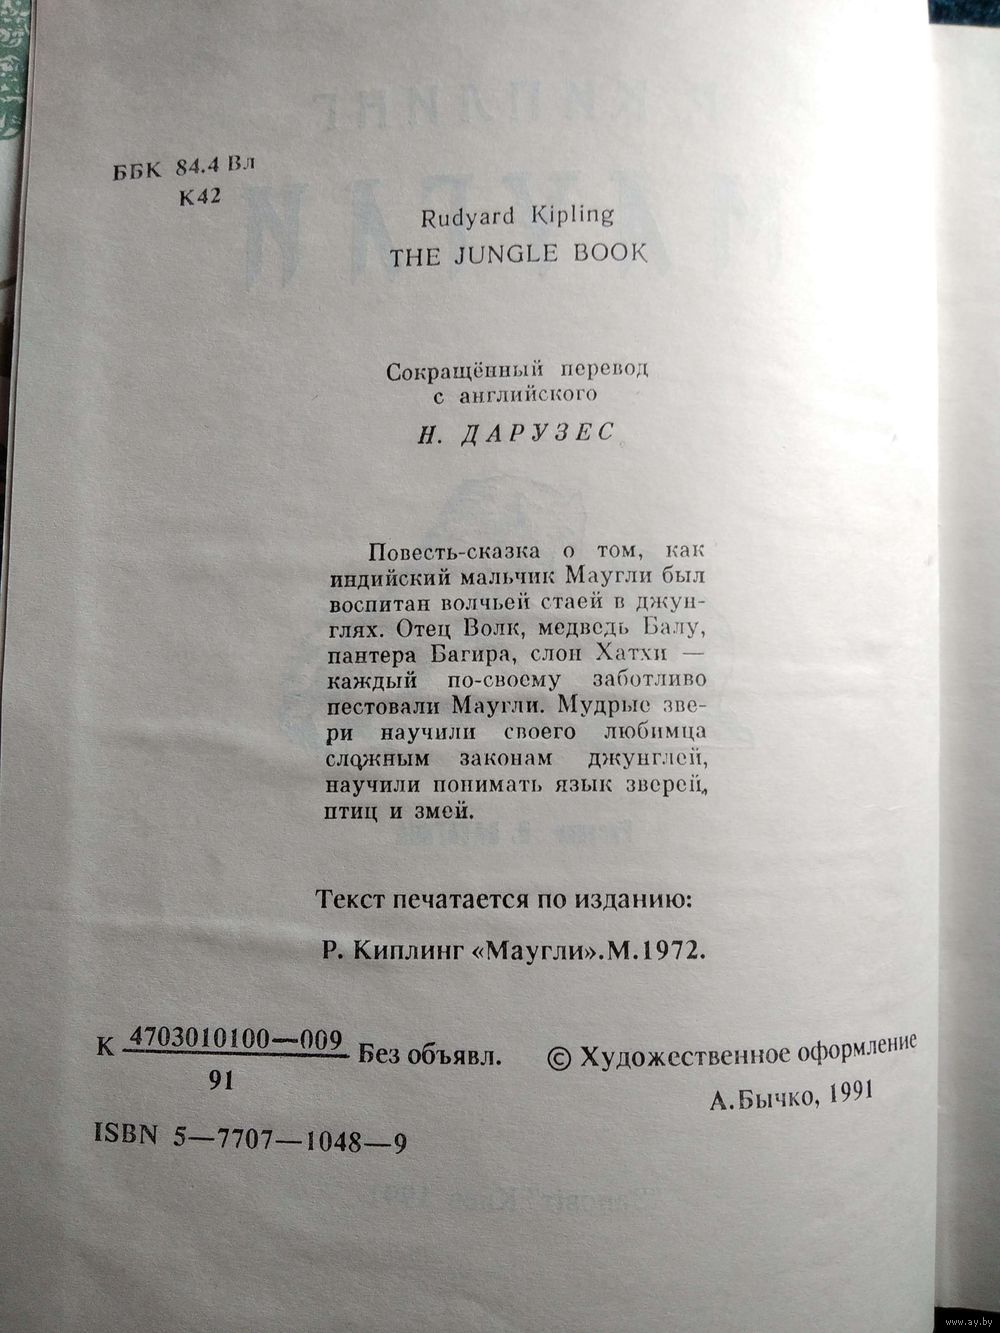 ББК 84.4 Вл
К42
Rudyard Kipling
THE JUNGLE BOOK
Сокращённый перевод
с английского
Н. ДАРУЗЕС
Повесть-сказка о том, как
индийский мальчик Маугли был
воспитан волчьей стаей в джун-
глях. Отец Волк, медведь Балу,
пантера Багира, слон Хатхи —
каждый по-своему заботливо
пестовали Маугли. Мудрые зве-
ри научили своего любимца
сложным законам джунглей,
научили понимать язык зверей,
птиц и змей.
Текст печатается по изданию:
Р. Киплинг «Маугли».М.1972.
К 4703010100—009
91
Без объявл.
© Художественное оформление
А.Бычко, 1991
ISBN 5—7707—1048—9
www.ay.by